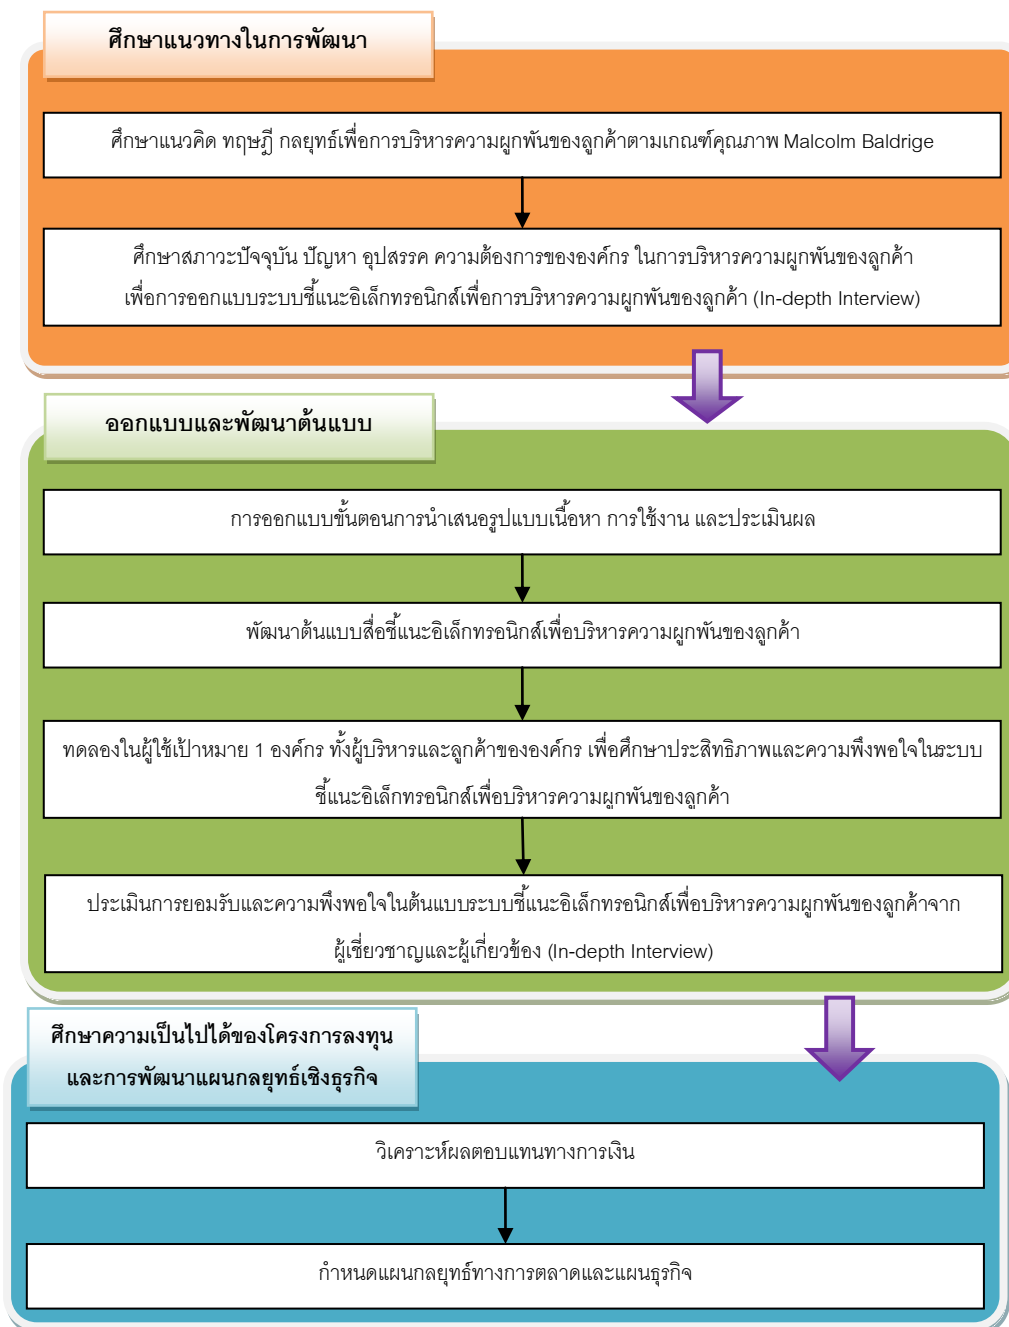 ศึกษาแนวทางในการพัฒนา
ศึกษาแนวคิด ทฤษฎี กลยุทธ์เพื่อการบริหารความผูกพันของลูกค้าตามเกณฑ์คุณภาพ Malcolm Baldrige
ศึกษาสภาวะปัจจุบัน ปัญหา อุปสรรค ความต้องการขององค์กร ในการบริหารความผูกพันของลูกค้า
เพื่อการออกแบบระบบชี้แนะอิเล็กทรอนิกส์เพื่อการบริหารความผูกพันของลูกค้า (In-depth Interview)
ออกแบบและพัฒนาต้นแบบ
การออกแบบขั้นตอนการนำเสนอรูปแบบเนื้อหา การใช้งาน และประเมินผล
พัฒนาต้นแบบสื่อชี้แนะอิเล็กทรอนิกส์เพื่อบริหารความผูกพันของลูกค้า
ทดลองในผู้ใช้เป้าหมาย 1 องค์กร ทั้งผู้บริหารและลูกค้าขององค์กร เพื่อศึกษาประสิทธิภาพและความพึงพอใจในระบบ
ชี้แนะอิเล็กทรอนิกส์เพื่อบริหารความผูกพันของลูกค้า
ประเมินการยอมรับและความพึงพอใจในต้นแบบระบบชี้แนะอิเล็กทรอนิกส์เพื่อบริหารความผูกพันของลูกค้าจาก
ผู้เชี่ยวชาญและผู้เกี่ยวข้อง (In-depth Interview)
ศึกษาความเป็นไปได้ของโครงการลงทุน
และการพัฒนาแผนกลยุทธ์เชิงธุรกิจ
วิเคราะห์ผลตอบแทนทางการเงิน
กำหนดแผนกลยุทธ์ทางการตลาดและแผนธุรกิจ